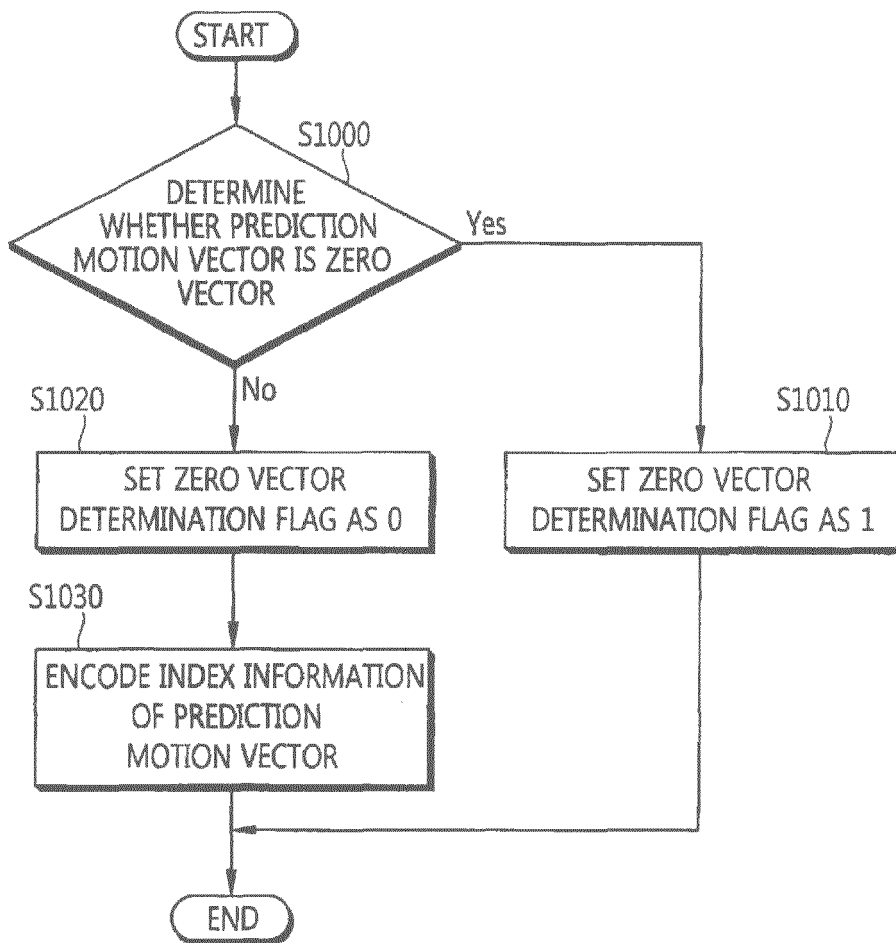 START
S1000
DETERMINE
WHETHER PREDICTION
MOTION VECTOR IS ZERO
VECTOR
Yes
No
S1020
SET ZERO VECTOR
DETERMINATION FLAG AS 0
S1010
SET ZERO VECTOR
DETERMINATION FLAG AS 1
S1030
ENCODE INDEX INFORMATION
OF PREDICTION
MOTION VECTOR
END